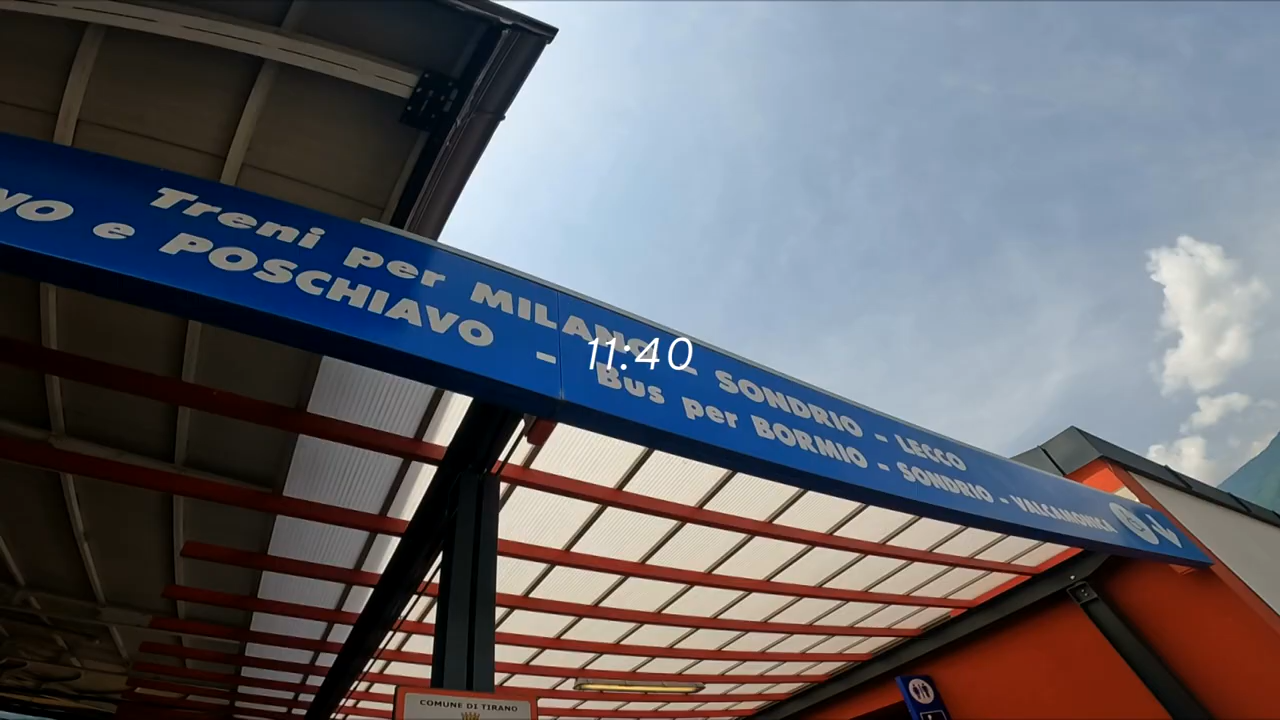 Treni per MILANO - SONDRIO - LECCO
VO e POSCHIAVO - Bus per BORMIO - SONDRIO - VALCAMONICA
11:40
COMUNE DI TIRANO